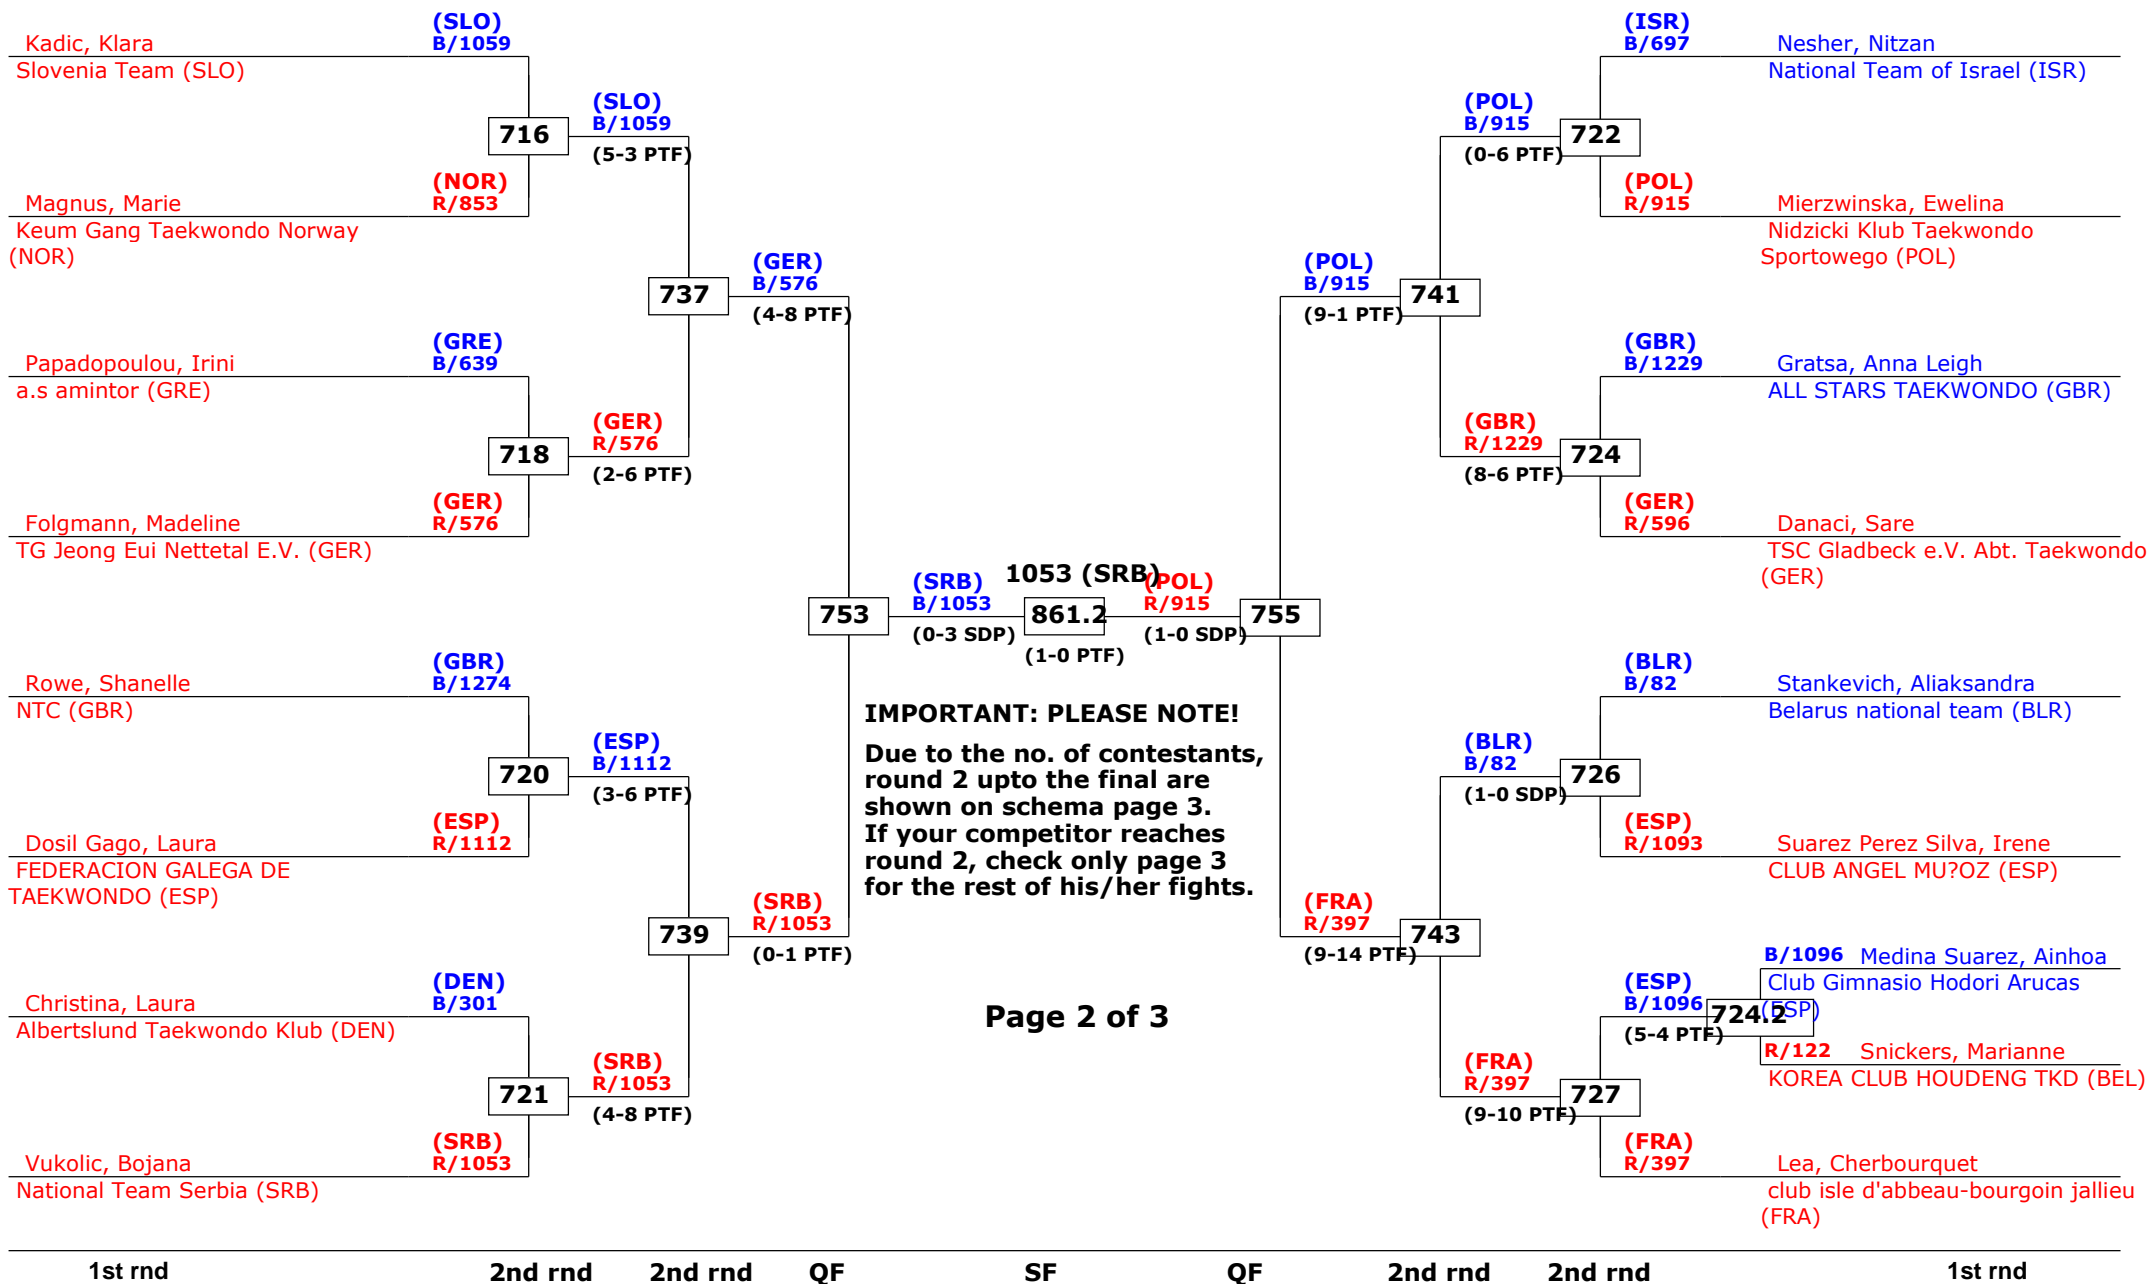 (SLO)
B/1059
Kadic, Klara
Slovenia Team (SLO)
716
(SLO)
B/1059
(5-3 PTF)
(NOR)
R/853
Magnus, Marie
Keum Gang Taekwondo Norway
(NOR)
737
(GER)
B/576
(4-8 PTF)
(GRE)
B/639
Papadopoulou, Irini
a.s amintor (GRE)
718
(GER)
R/576
(2-6 PTF)
(GER)
R/576
Folgmann, Madeline
TG Jeong Eui Nettetal E.V. (GER)
753
(SRB)
B/1053
(0-3 SDP)
(GBR)
B/1274
Rowe, Shanelle
NTC (GBR)
720
(ESP)
B/1112
(3-6 PTF)
(ESP)
R/1112
Dosil Gago, Laura
FEDERACION GALEGA DE
TAEKWONDO (ESP)
739
(SRB)
R/1053
(0-1 PTF)
(DEN)
B/301
Christina, Laura
Albertslund Taekwondo Klub (DEN)
721
(SRB)
R/1053
(4-8 PTF)
(SRB)
R/1053
Vukolic, Bojana
National Team Serbia (SRB)
1053 (SRB)
861.2
(1-0 PTF)
IMPORTANT: PLEASE NOTE!
Due to the no. of contestants,
round 2 upto the final are
shown on schema page 3.
If your competitor reaches
round 2, check only page 3
for the rest of his/her fights.
Page 2 of 3
(POL)
R/915
(1-0 SDP)
755
(POL)
B/915
(9-1 PTF)
741
(POL)
B/915
(0-6 PTF)
722
(ISR)
B/697
Nesher, Nitzan
National Team of Israel (ISR)
(POL)
R/915
Mierzwinska, Ewelina
Nidzicki Klub Taekwondo
Sportowego (POL)
(GBR)
R/1229
(8-6 PTF)
724
(GBR)
B/1229
Gratsa, Anna Leigh
ALL STARS TAEKWONDO (GBR)
(GER)
R/596
Danaci, Sare
TSC Gladbeck e.V. Abt. Taekwondo
(GER)
(FRA)
R/397
(9-14 PTF)
743
(BLR)
B/82
(1-0 SDP)
726
(BLR)
B/82
Stankevich, Aliaksandra
Belarus national team (BLR)
(ESP)
R/1093
Suarez Perez Silva, Irene
CLUB ANGEL MU?OZ (ESP)
(FRA)
R/397
(9-10 PTF)
727
(ESP)
B/1096
(5-4 PTF)
724.2
B/1096 Medina Suarez, Ainhoa
Club Gimnasio Hodori Arucas
(ESP)
R/122 Snickers, Marianne
KOREA CLUB HOUDENG TKD (BEL)
(FRA)
R/397
Lea, Cherbourquet
club isle d'abbeau-bourgoin jallieu
(FRA)
1st rnd 2nd rnd 2nd rnd QF SF QF 2nd rnd 2nd rnd 1st rnd